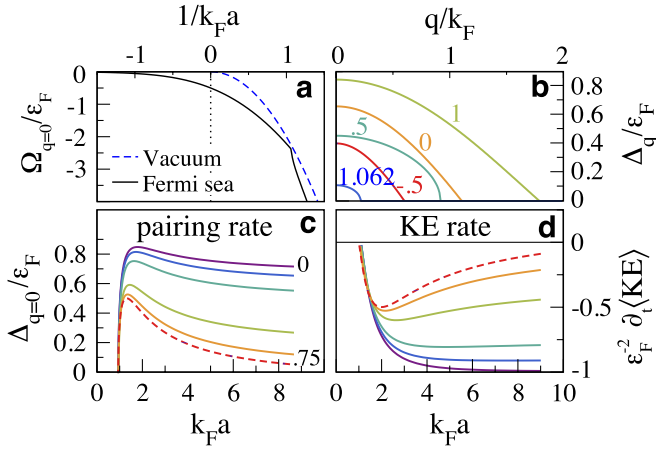 1/k_F a
q/k_F
-1 0 1
0 1 2
a
b
Ω_q=0/ε_F
0
-1
-2
-3
Vacuum
Fermi sea
1
0
.5
-.5
1.062
0.8
0.6
0.4
0.2
0
Δ_q/ε_F
pairing rate
c
KE rate
d
Δ_q=0/ε_F
0.8
0.6
0.4
0.2
0
0
.75
0
-0.5
-1
ε_F^-2 ∂_t⟨KE⟩
0 2 4 6 8
0 2 4 6 8 10
k_F a
k_F a